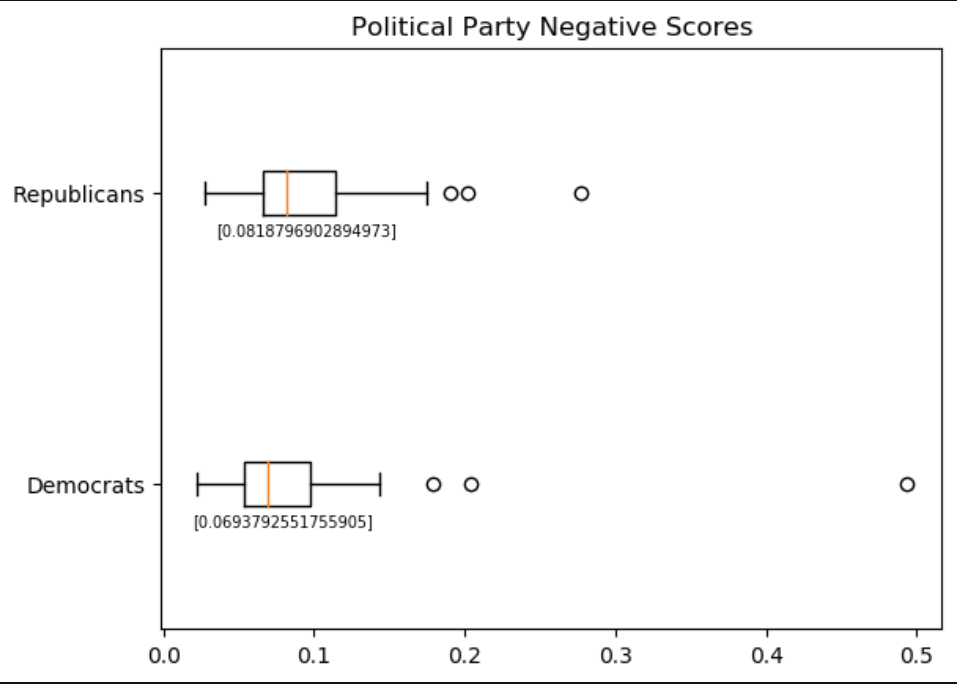 Political Party Negative Scores
Republicans
[0.0818796902894973]
Democrats
[0.0693792551755905]
0.0 0.1 0.2 0.3 0.4 0.5